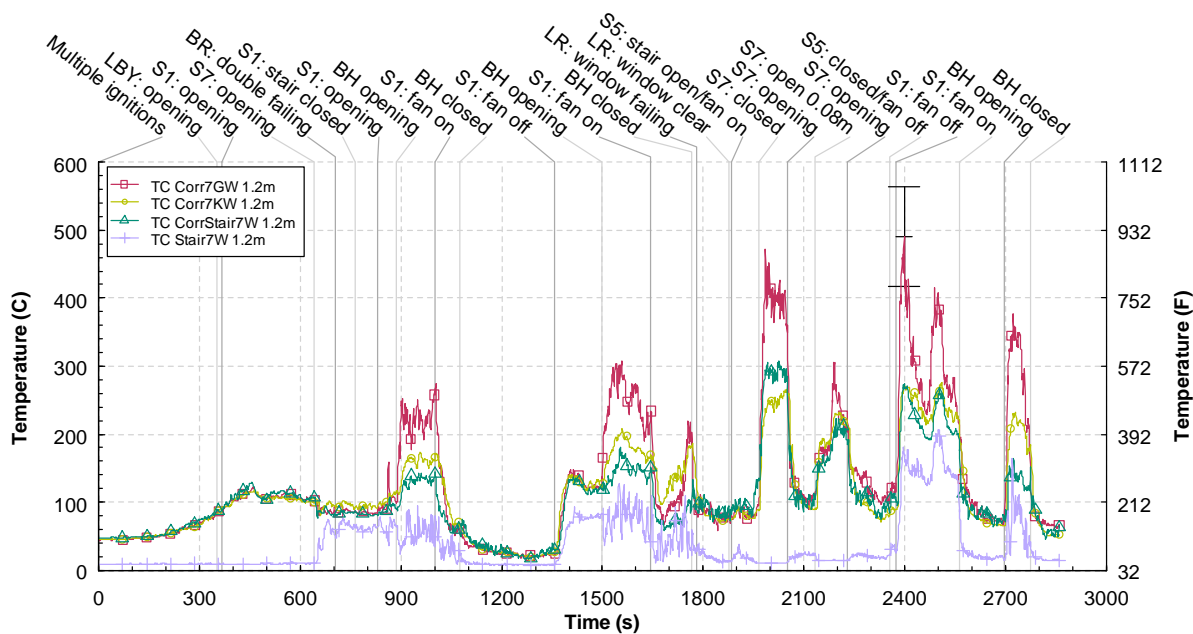 Multiple ignitions
LBY: opening
S1: opening
S7: opening
BR: double failing
S1: stair closed
S1: opening
BH opening
S1: fan on
BH closed
S1: fan off
BH opening
S1: fan on
BH closed
LR: window failing
LR: window clear
S5: stair open/fan on
S7: closed
S7: opening
S7: open 0.08m
S7: opening
S5: closed/fan off
S1: fan off
S1: fan on
BH opening
BH closed
TC Corr7GW 1.2m
TC Corr7KW 1.2m
TC CorrStair7W 1.2m
TC Stair7W 1.2m
600
500
400
300
200
100
0
Temperature (C)
1112
932
752
572
392
212
32
Temperature (F)
0 300 600 900 1200 1500 1800 2100 2400 2700 3000
Time (s)